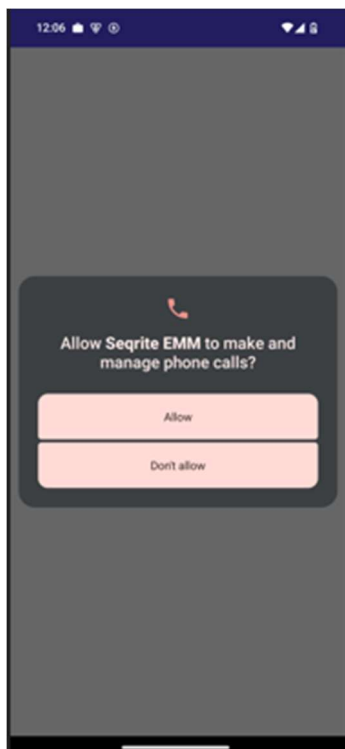 12:06
Allow Seqrite EMM to make and
manage phone calls?
Allow
Don't allow